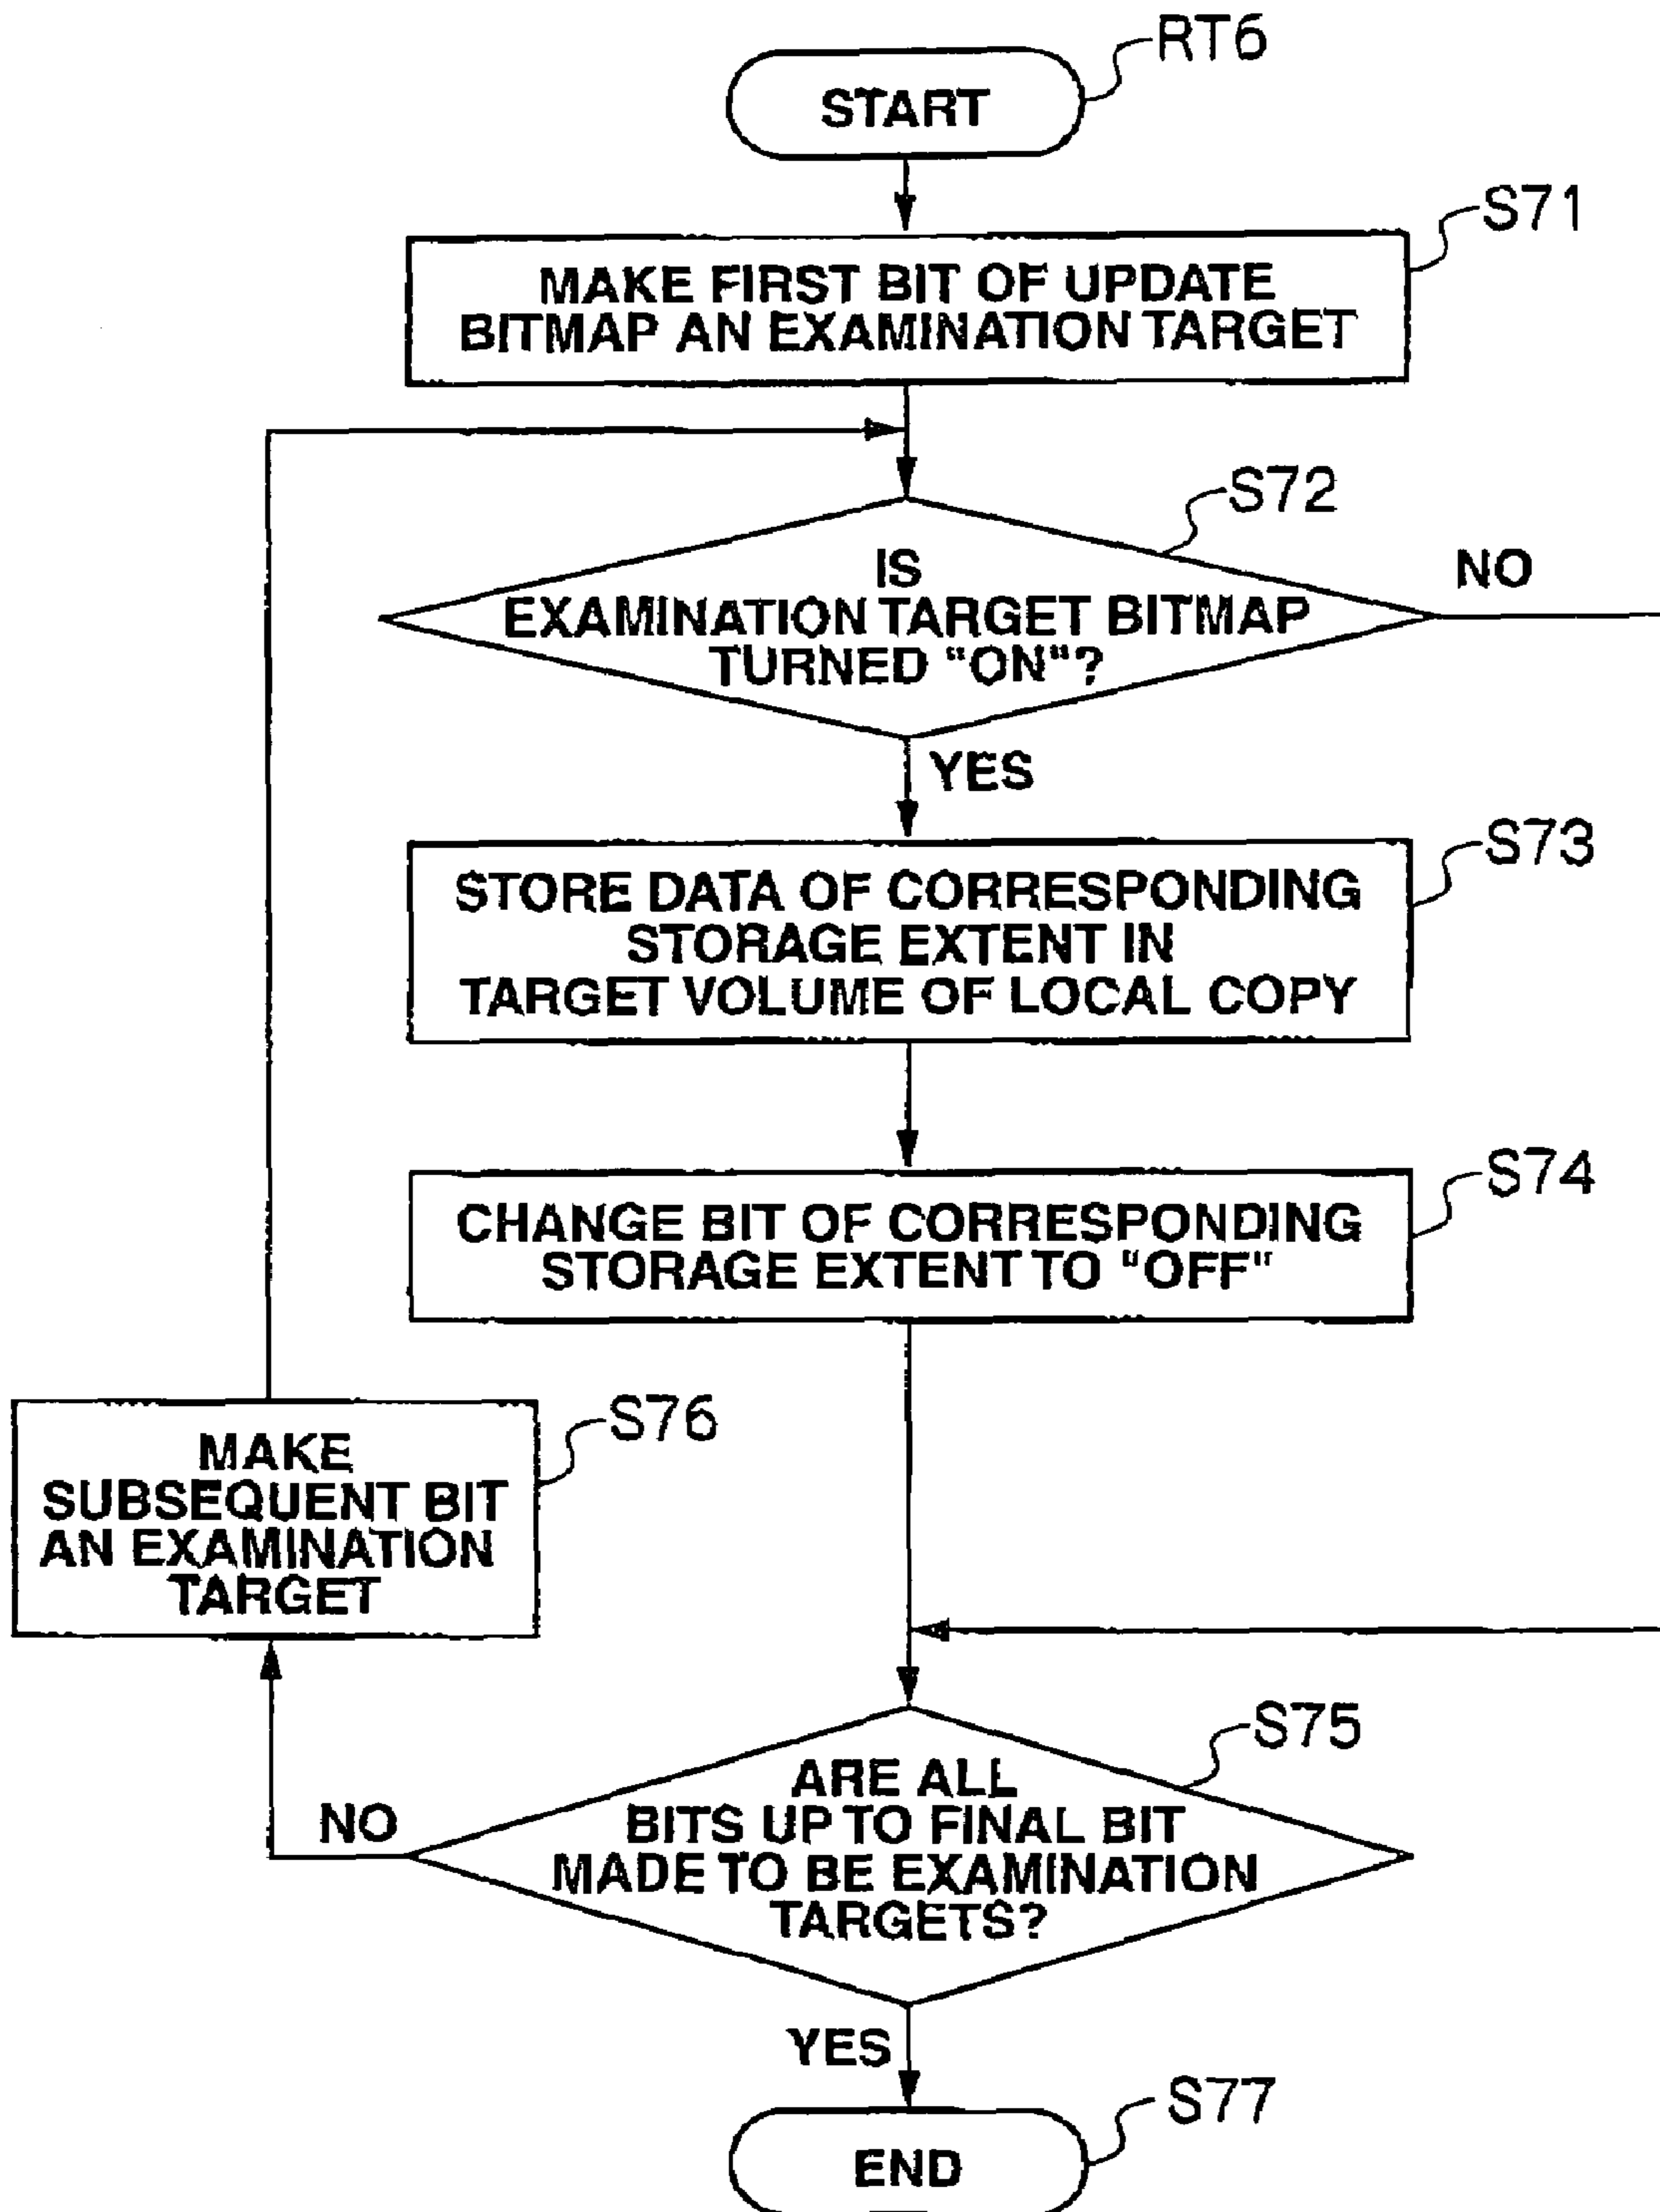 RT6
START
S71
MAKE FIRST BIT OF UPDATE
BITMAP AN EXAMINATION TARGET
S72
IS
EXAMINATION TARGET BITMAP
TURNED "ON"?
NO
YES
S73
STORE DATA OF CORRESPONDING
STORAGE EXTENT IN
TARGET VOLUME OF LOCAL COPY
S74
CHANGE BIT OF CORRESPONDING
STORAGE EXTENT TO "OFF"
S76
MAKE
SUBSEQUENT BIT
AN EXAMINATION
TARGET
S75
ARE ALL
BITS UP TO FINAL BIT
MADE TO BE EXAMINATION
TARGETS?
NO
YES
S77
END